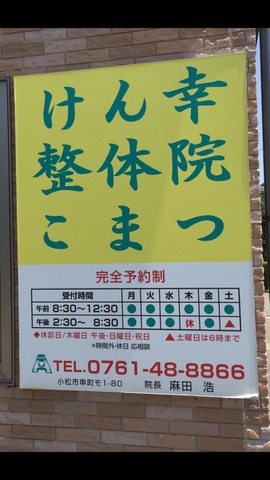 けん幸
整体院
こまつ
完全予約制
受付時間 月 火 水 木 金 土
午前 8:30〜12:30 ● ● ● ● ● ●
午後 2:30〜 8:30 ● ● ● 休 ● ▲
◆休診日/木曜日 午後・日曜日・祝日 ▲土曜日は6時まで
*時間外・休日 応相談
TEL.0761-48-8866
小松市串町モ1-80 院長 麻田 浩